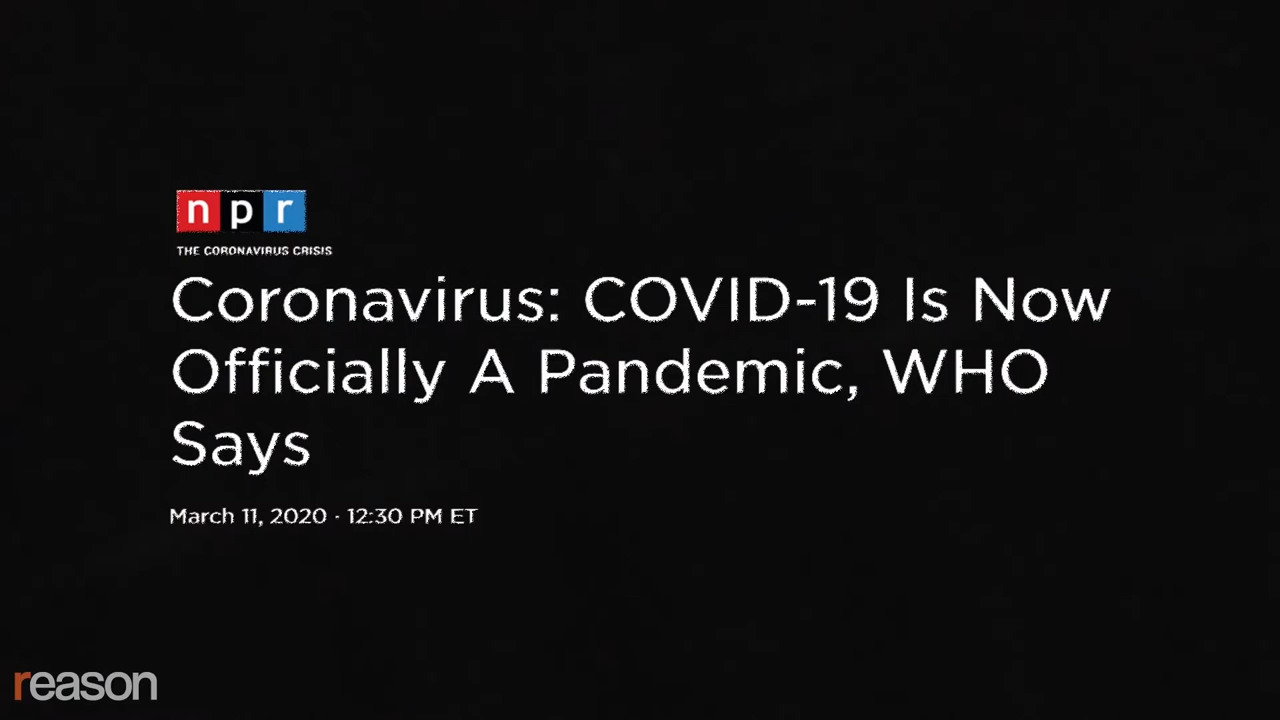 npr
THE CORONAVIRUS CRISIS
Coronavirus: COVID-19 Is Now
Officially A Pandemic, WHO
Says
March 11, 2020 · 12:30 PM ET
reason